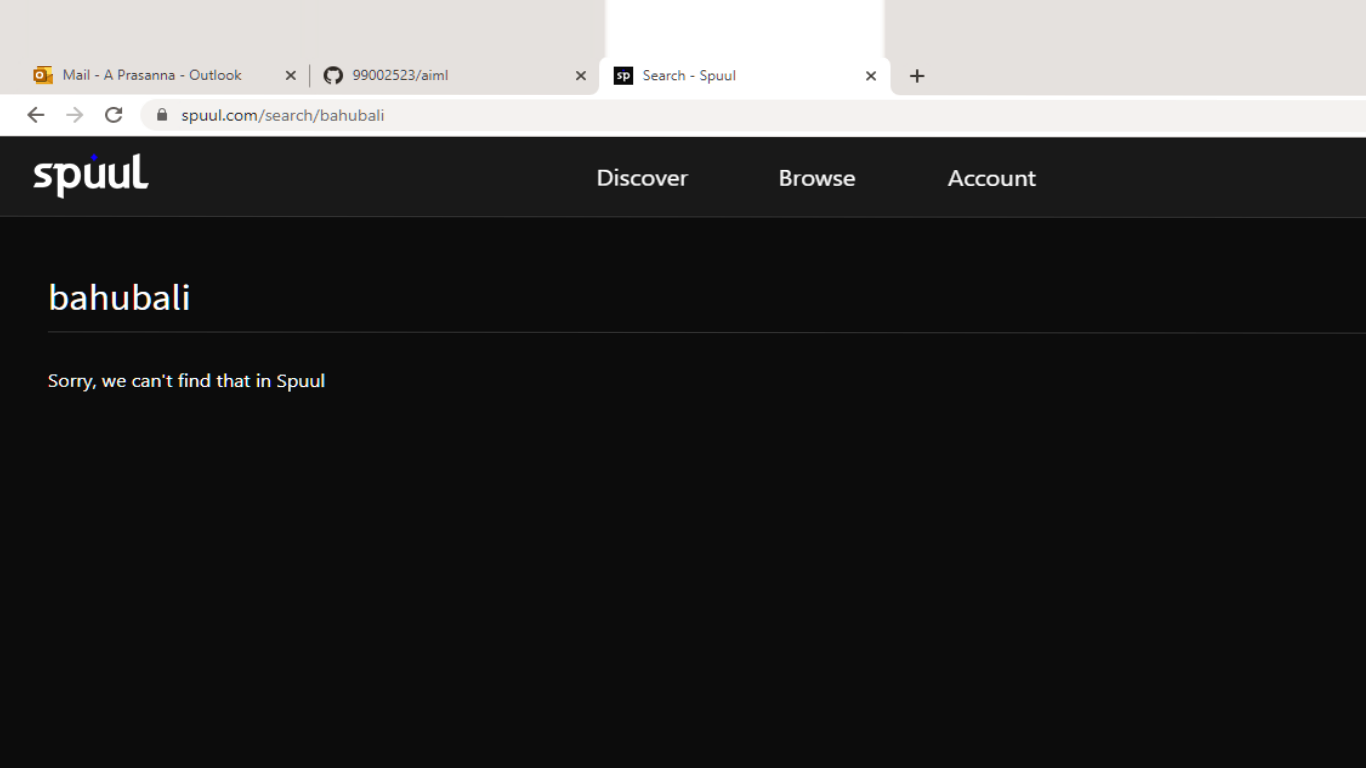 Mail - A Prasanna - Outlook
99002523/aiml
sp
Search - Spuul
spuul.com/search/bahubali
spuul
Discover
Browse
Account
bahubali
Sorry, we can't find that in Spuul